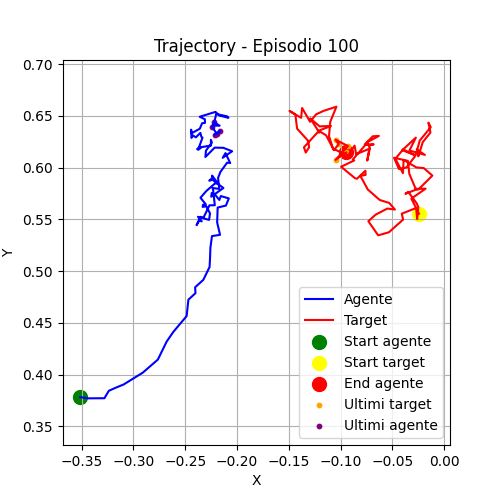 Trajectory - Episodio 100
Y
0.70
0.65
0.60
0.55
0.50
0.45
0.40
0.35
Agente
Target
Start agente
Start target
End agente
Ultimi target
Ultimi agente
−0.35 −0.30 −0.25 −0.20 −0.15 −0.10 −0.05 0.00
X